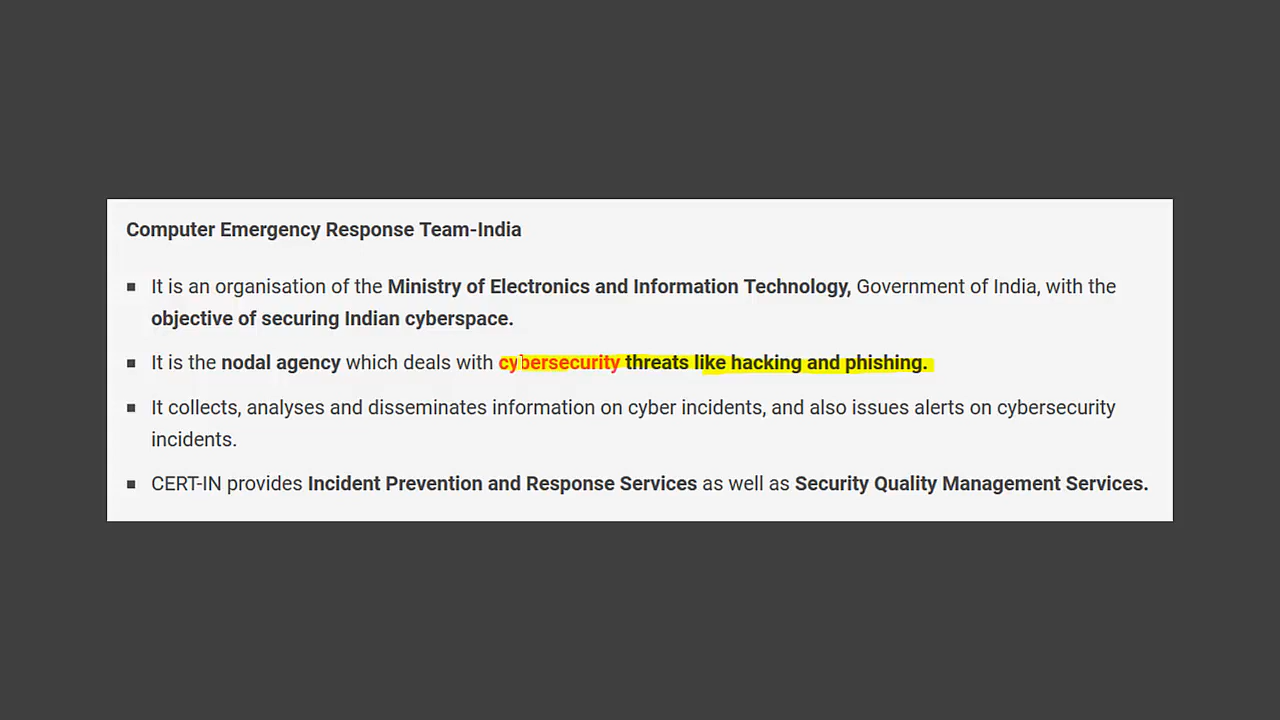 Computer Emergency Response Team-India
It is an organisation of the Ministry of Electronics and Information Technology, Government of India, with the
objective of securing Indian cyberspace.
It is the nodal agency which deals with cybersecurity threats like hacking and phishing.
It collects, analyses and disseminates information on cyber incidents, and also issues alerts on cybersecurity
incidents.
CERT-IN provides Incident Prevention and Response Services as well as Security Quality Management Services.